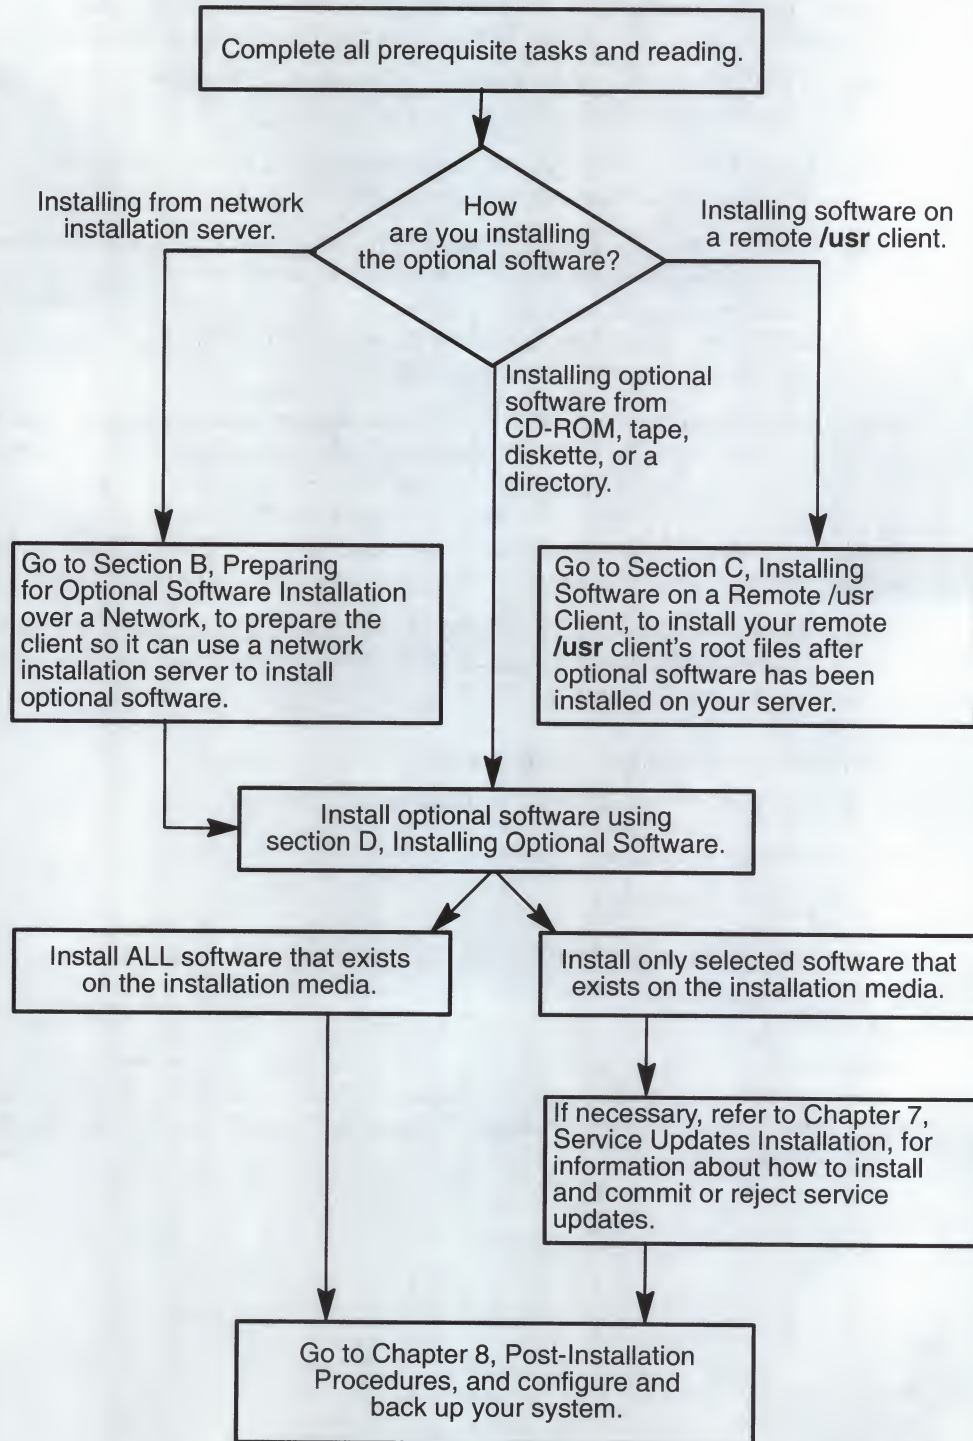 Complete all prerequisite tasks and reading.
How
are you installing
the optional software?
Installing from network
installation server.
Installing software on
a remote /usr client.
Installing optional
software from
CD-ROM, tape,
diskette, or a
directory.
Go to Section B, Preparing
for Optional Software Installation
over a Network, to prepare the
client so it can use a network
installation server to install
optional software.
Go to Section C, Installing
Software on a Remote /usr
Client, to install your remote
/usr client's root files after
optional software has been
installed on your server.
Install optional software using
section D, Installing Optional Software.
Install ALL software that exists
on the installation media.
Install only selected software that
exists on the installation media.
If necessary, refer to Chapter 7,
Service Updates Installation, for
information about how to install
and commit or reject service
updates.
Go to Chapter 8, Post-Installation
Procedures, and configure and
back up your system.